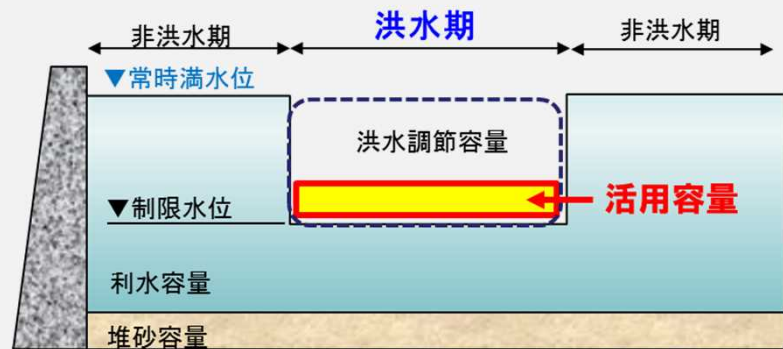 非洪水期
洪水期
非洪水期
▼常時満水位
洪水調節容量
▼制限水位
活用容量
利水容量
堆砂容量